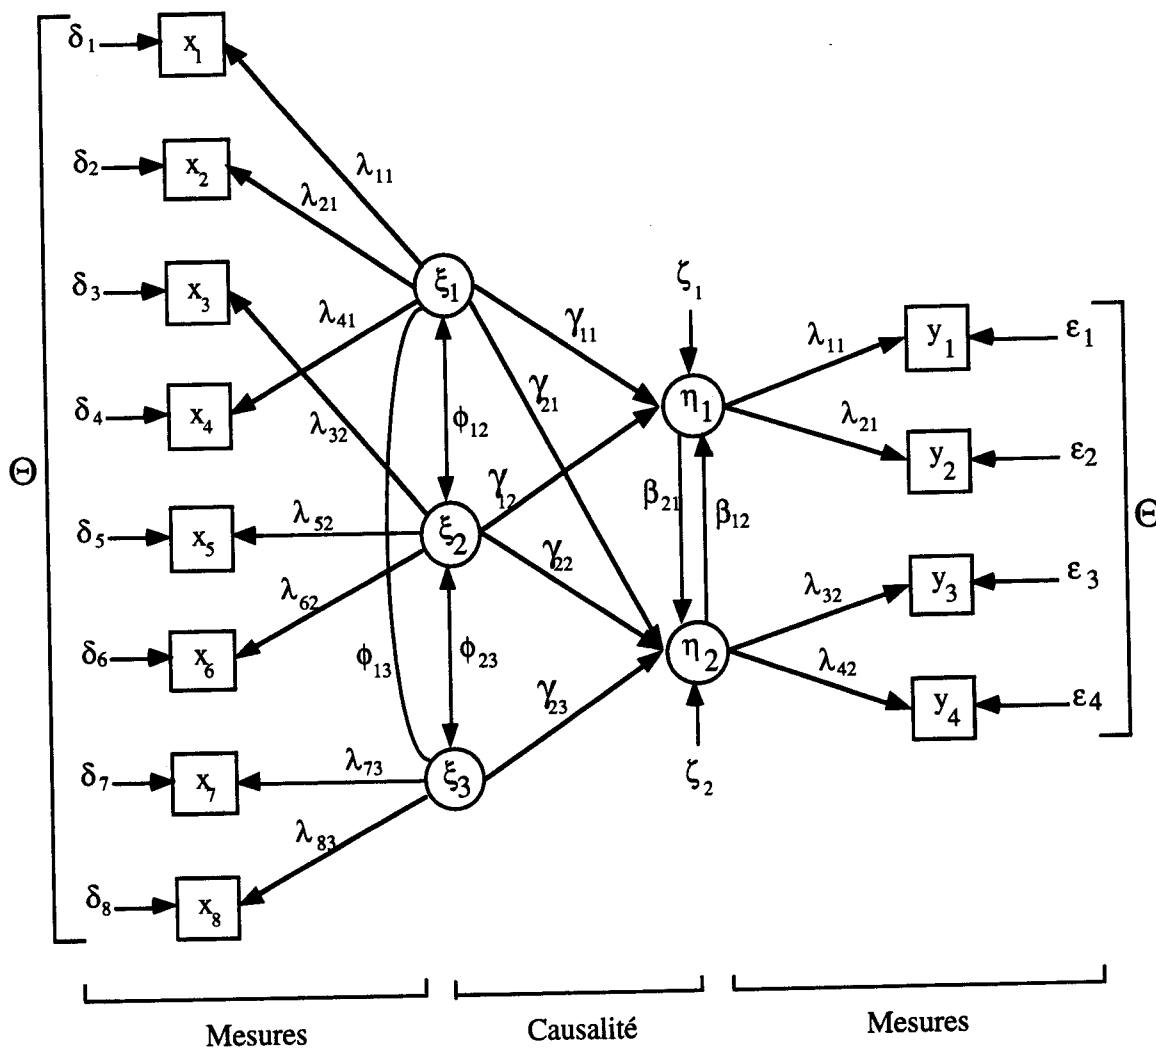 δ₁ x₁
δ₂ x₂
λ₁₁
λ₂₁
δ₃ x₃
ξ₁
ζ₁
λ₄₁
γ₁₁
λ₁₁
y₁ ε₁
δ₄ x₄
λ₃₂
ϕ₁₂
γ₂₁
η₁
λ₂₁
y₂ ε₂
Θ
γ₁₂
β₂₁
β₁₂
Θ
δ₅ x₅
λ₅₂
ξ₂
γ₂₂
λ₆₂
λ₃₂
y₃ ε₃
δ₆ x₆
ϕ₁₃
ϕ₂₃
η₂
λ₄₂
y₄ ε₄
γ₂₃
δ₇ x₇
λ₇₃
ξ₃
ζ₂
λ₈₃
δ₈ x₈
Mesures Causalité Mesures